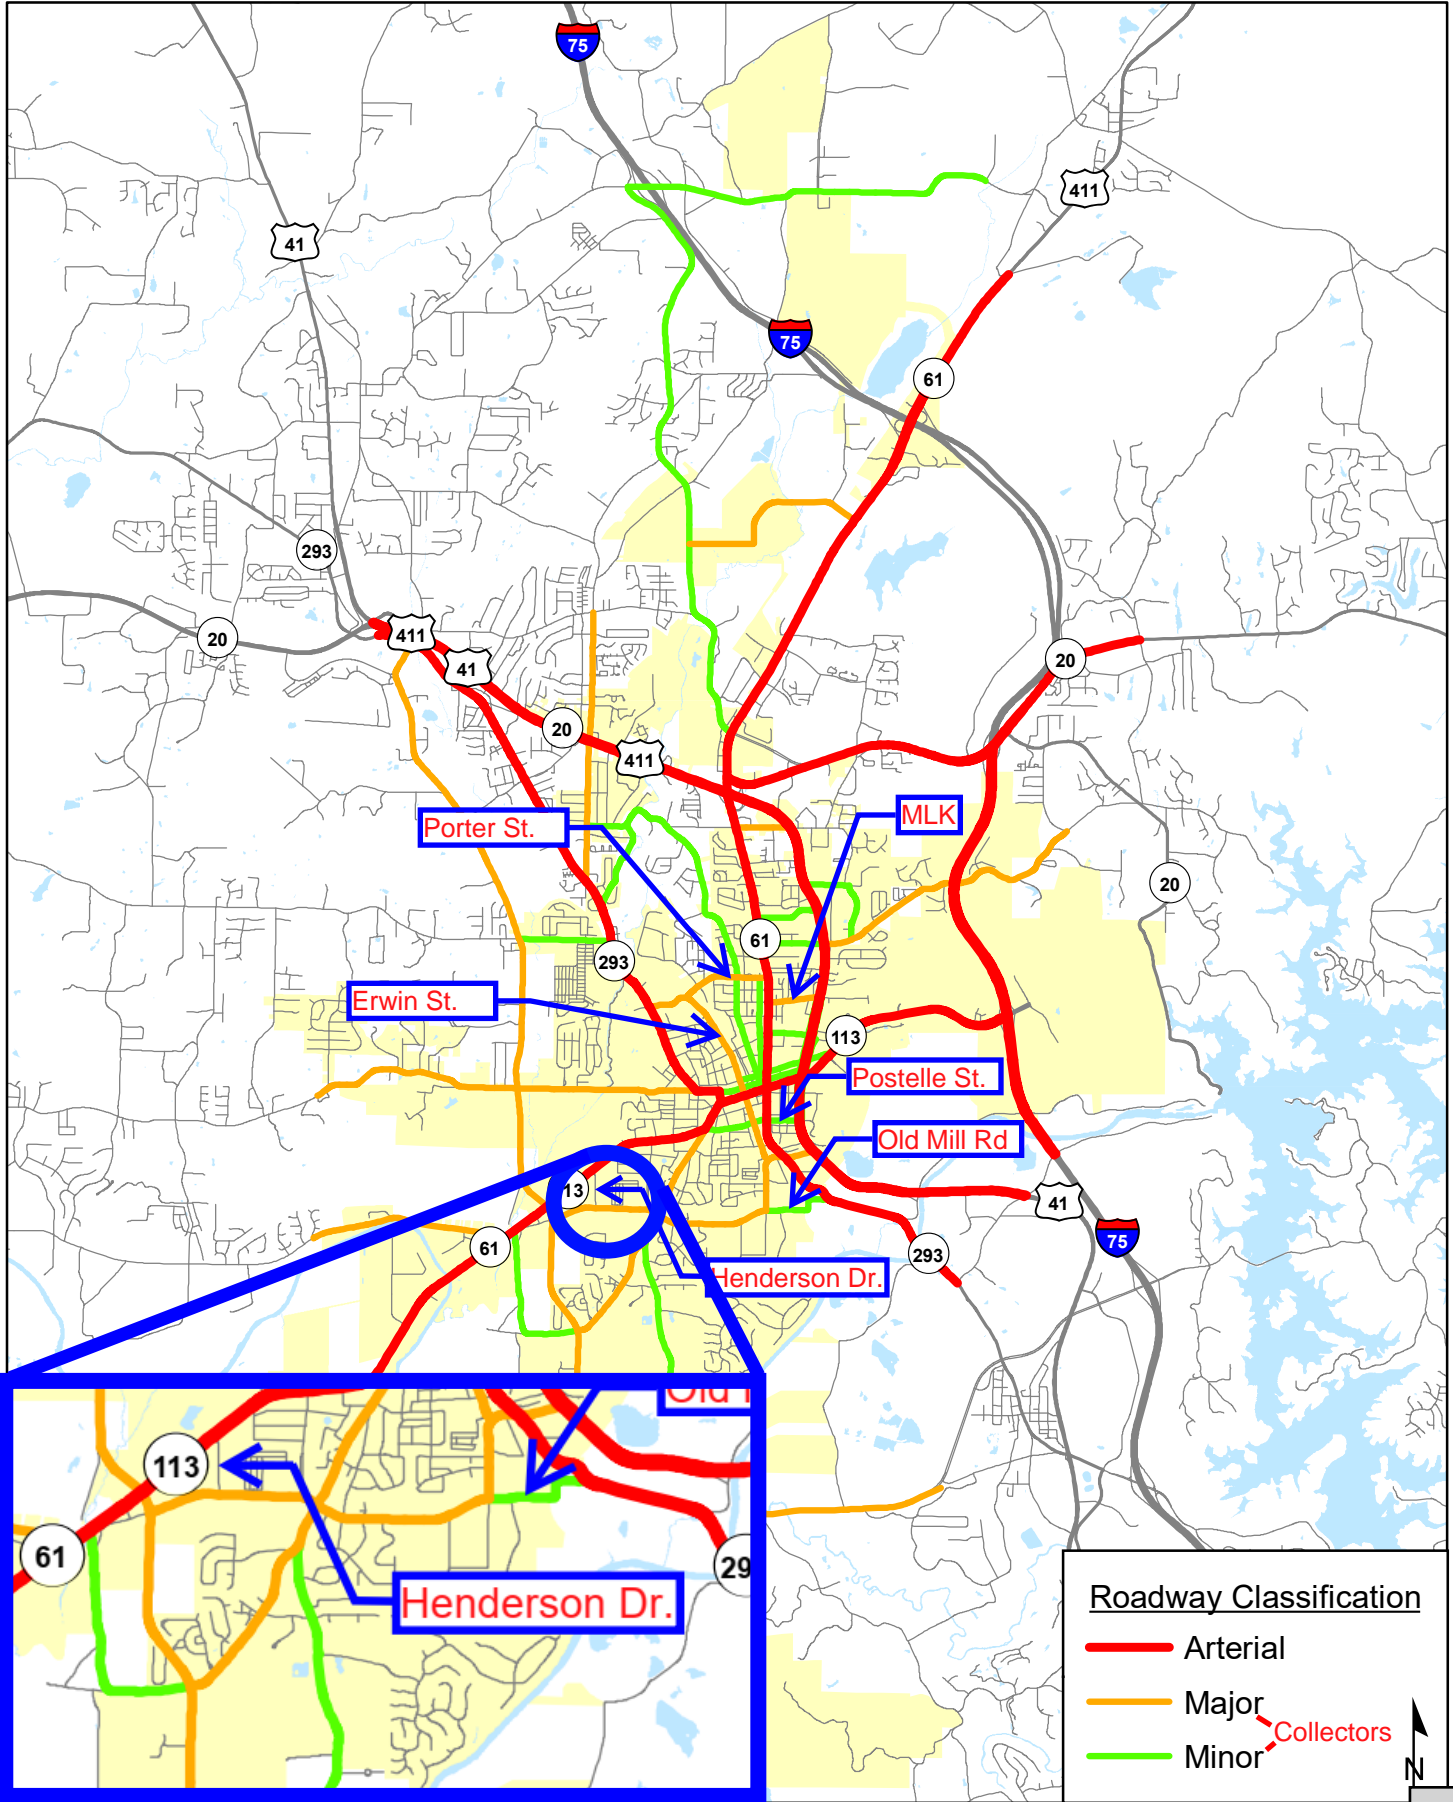 75
411
41
75
61
293
20
411
41
20
20
411
MLK
Porter St.
20
61
293
Erwin St.
113
Postelle St.
Old Mill Rd
13
41
61
75
293
Henderson Dr.
Old
113
61
29
Henderson Dr.
Roadway Classification
Arterial
Major
Collectors
Minor
N